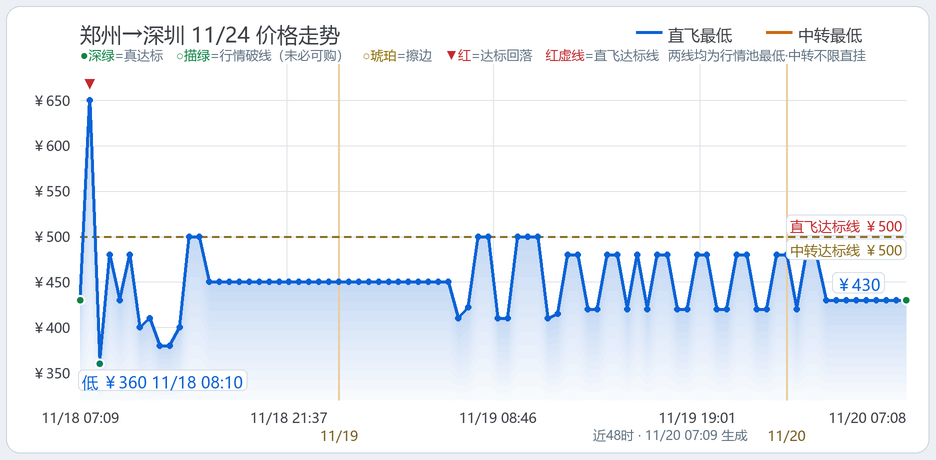 郑州→深圳 11/24 价格走势
直飞最低 中转最低
●深绿=真达标 ○描绿=行情破线（未必可购） ○琥珀=擦边 ▼红=达标回落 红虚线=直飞达标线 两线均为行情池最低·中转不限直挂
¥650
¥600
¥550
¥500
¥450
¥400
¥350
直飞达标线 ¥500
中转达标线 ¥500
¥430
低 ¥360 11/18 08:10
11/18 07:09 11/18 21:37 11/19 08:46 11/19 19:01 11/20 07:08
11/19 11/20
近48时 · 11/20 07:09 生成